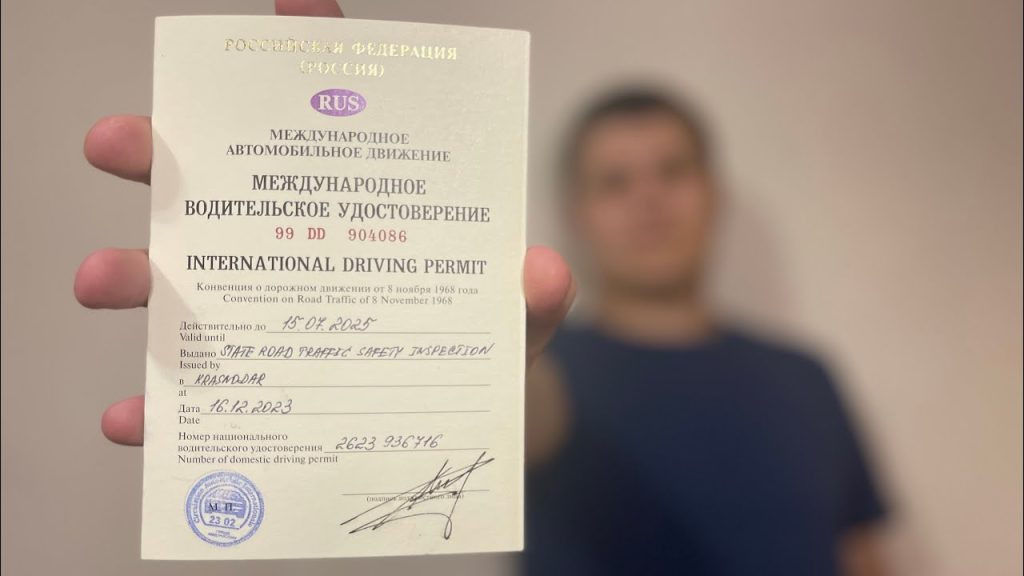 РОССИЙСКАЯ ФЕДЕРАЦИЯ
(РОССИЯ)
RUS
МЕЖДУНАРОДНОЕ
АВТОМОБИЛЬНОЕ ДВИЖЕНИЕ
МЕЖДУНАРОДНОЕ
ВОДИТЕЛЬСКОЕ УДОСТОВЕРЕНИЕ
99 DD 904086
INTERNATIONAL DRIVING PERMIT
Конвенция о дорожном движении от 8 ноября 1968 года
Convention on Road Traffic of 8 November 1968
Действительно до 15.07.2025
Valid until
Выдано STATE ROAD TRAFFIC SAFETY INSPECTION
Issued by
в KRASNODAR
at
Дата 16.12.2023
Date
Номер национального
водительского удостоверения 2623 936716
Number of domestic driving permit
М. П.
23 02